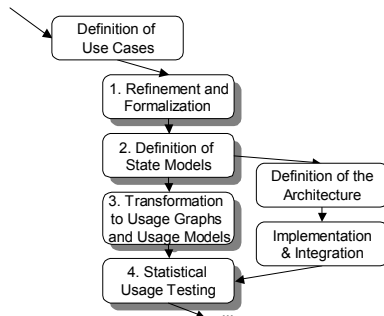 Definition of
Use Cases
1. Refinement and
Formalization
2. Definition of
State Models
Definition of the
Architecture
3. Transformation
to Usage Graphs
and Usage Models
Implementation
& Integration
4. Statistical
Usage Testing
...